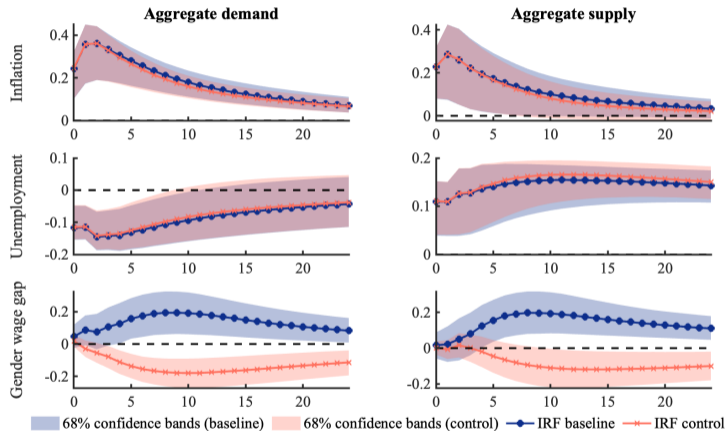 Aggregate demand
Aggregate supply
Inflation
0.4
0.2
0
0 5 10 15 20
0.4
0.2
0
0 5 10 15 20
Unemployment
0.1
0
-0.1
-0.2
0 5 10 15 20
0.2
0.1
0
0 5 10 15 20
Gender wage gap
0.2
0
-0.2
0 5 10 15 20
0.2
0
-0.2
0 5 10 15 20
68% confidence bands (baseline) 68% confidence bands (control) IRF baseline IRF control